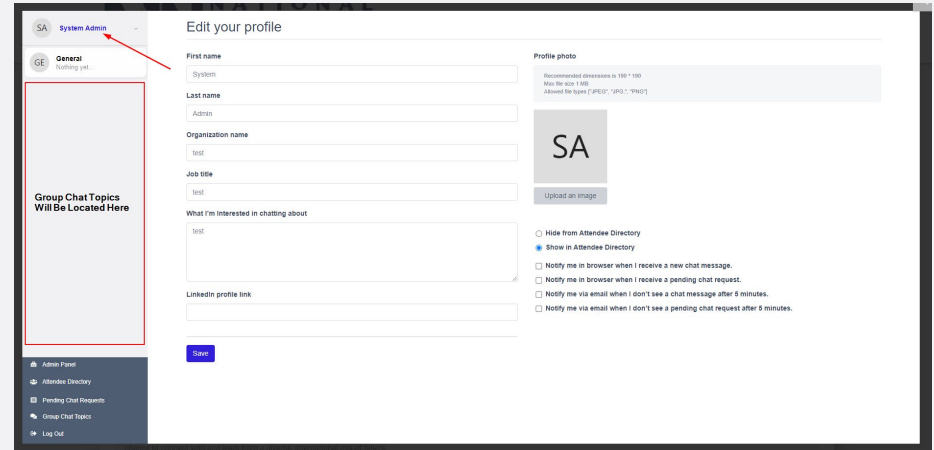 NATIONAL
SA
System Admin
GE
General
Nothing yet..
Group Chat Topics
Will Be Located Here
Admin Panel
Attendee Directory
Pending Chat Requests
Group Chat Topics
Log Out
Edit your profile
First name
System
Last name
Admin
Organization name
test
Job title
test
What I'm Interested in chatting about
test
LinkedIn profile link
Save
Profile photo
Recommended dimensions is 190 * 190
Max file size 1 MB
Allowed file types ["JPEG", "JPG,", "PNG"]
SA
Upload an image
Hide from Attendee Directory
Show in Attendee Directory
Notify me in browser when I receive a new chat message.
Notify me in browser when I receive a pending chat request.
Notify me via email when I don't see a chat message after 5 minutes.
Notify me via email when I don't see a pending chat request after 5 minutes.